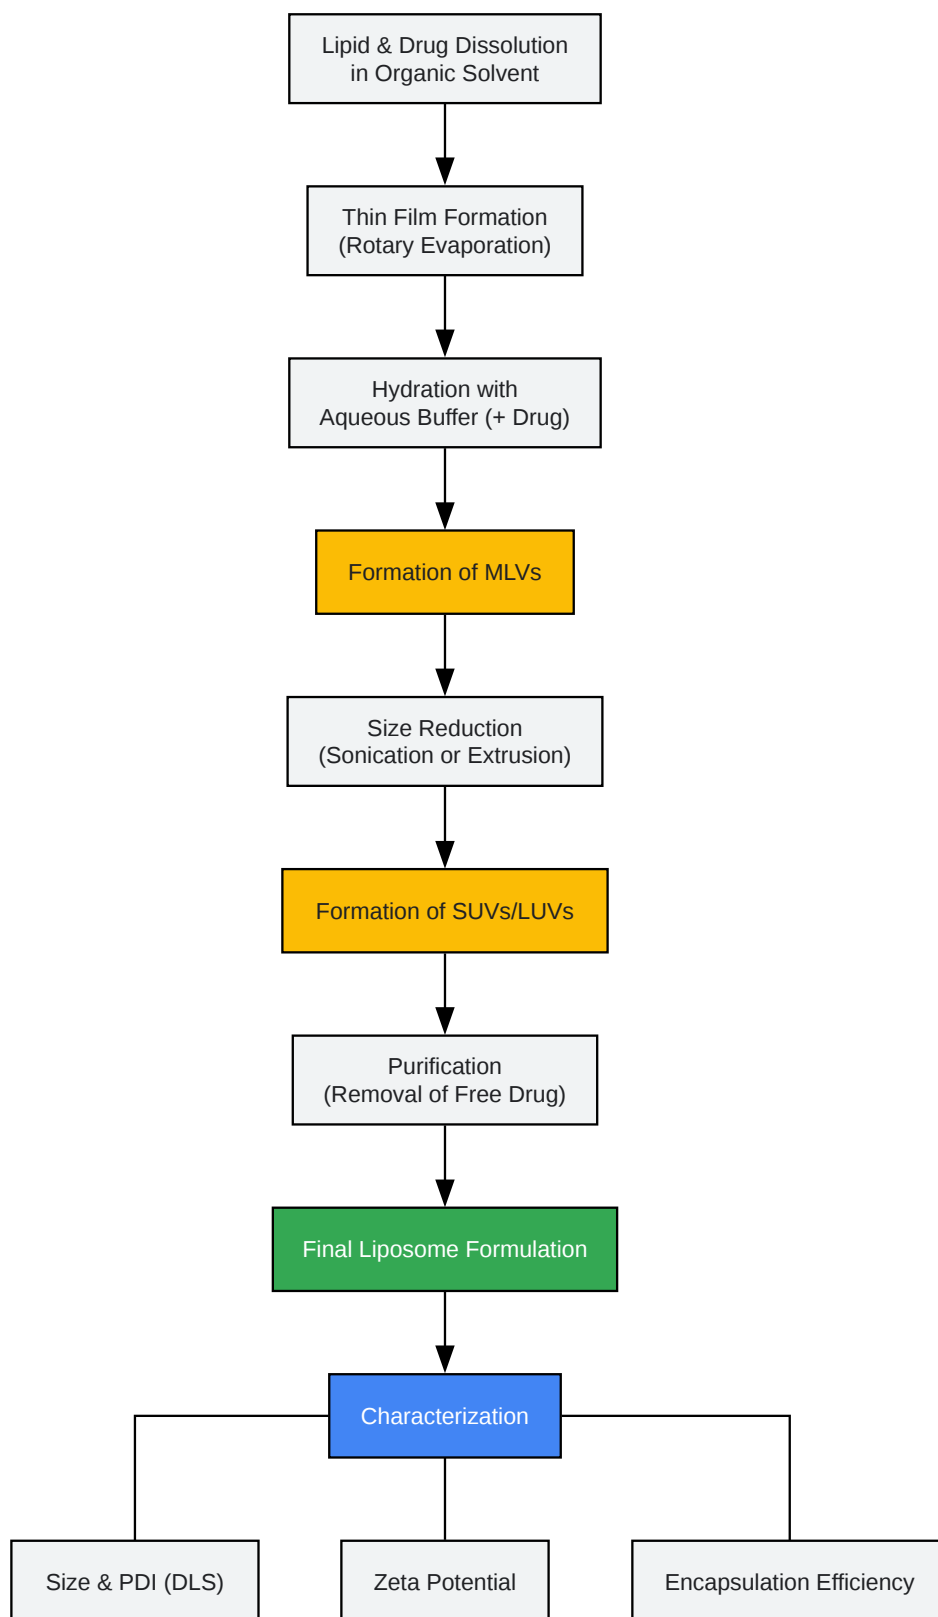 Lipid & Drug Dissolution
in Organic Solvent
Thin Film Formation
(Rotary Evaporation)
Hydration with
Aqueous Buffer (+ Drug)
Formation of MLVs
Size Reduction
(Sonication or Extrusion)
Formation of SUVs/LUVs
Purification
(Removal of Free Drug)
Final Liposome Formulation
Characterization
Size & PDI (DLS)
Zeta Potential
Encapsulation Efficiency